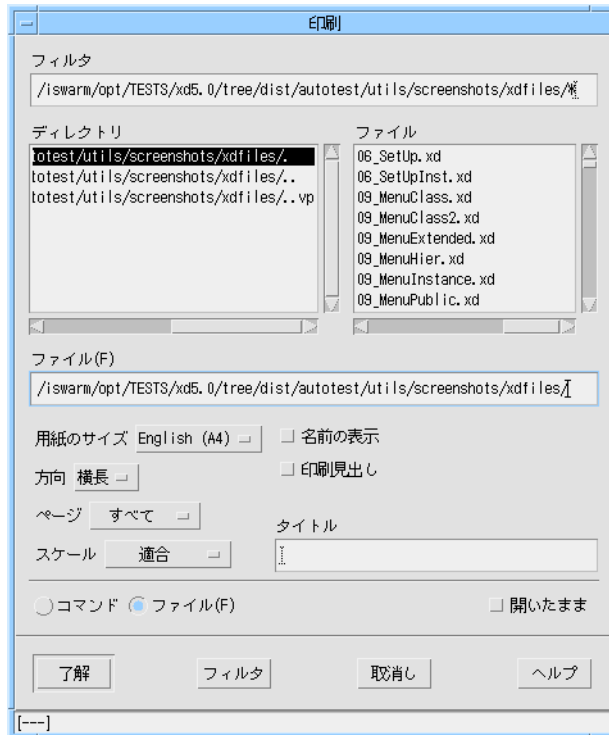 印刷
フィルタ
/iswarm/opt/TESTS/xd5.0/tree/dist/autotest/utils/screenshots/xdfiles/*
ディレクトリ
totest/utils/screenshots/xdfiles/.
totest/utils/screenshots/xdfiles/..
totest/utils/screenshots/xdfiles/..vp
ファイル
06_SetUp.xd
06_SetUpInst.xd
09_MenuClass.xd
09_MenuClass2.xd
09_MenuExtended.xd
09_MenuHier.xd
09_MenuInstance.xd
09_MenuPublic.xd
ファイル(F)
/iswarm/opt/TESTS/xd5.0/tree/dist/autotest/utils/screenshots/xdfiles/
用紙のサイズ English (A4)
名前の表示
方向 横長
印刷見出し
ページ すべて
タイトル
スケール 適合
コマンド ファイル(F) 開いたまま
了解 フィルタ 取消し ヘルプ
[---]